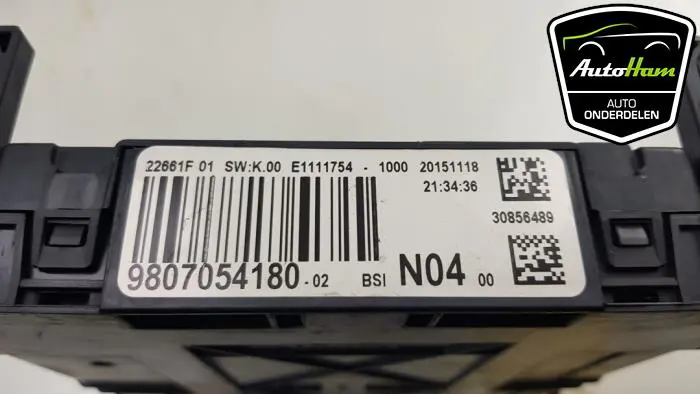 22661F 01 SW:K.00 E1111754 - 1000 20151118
21:34:36
30856489
9807054180 - 02 BSI N04 00
AutoHam
AUTO
ONDERDELEN